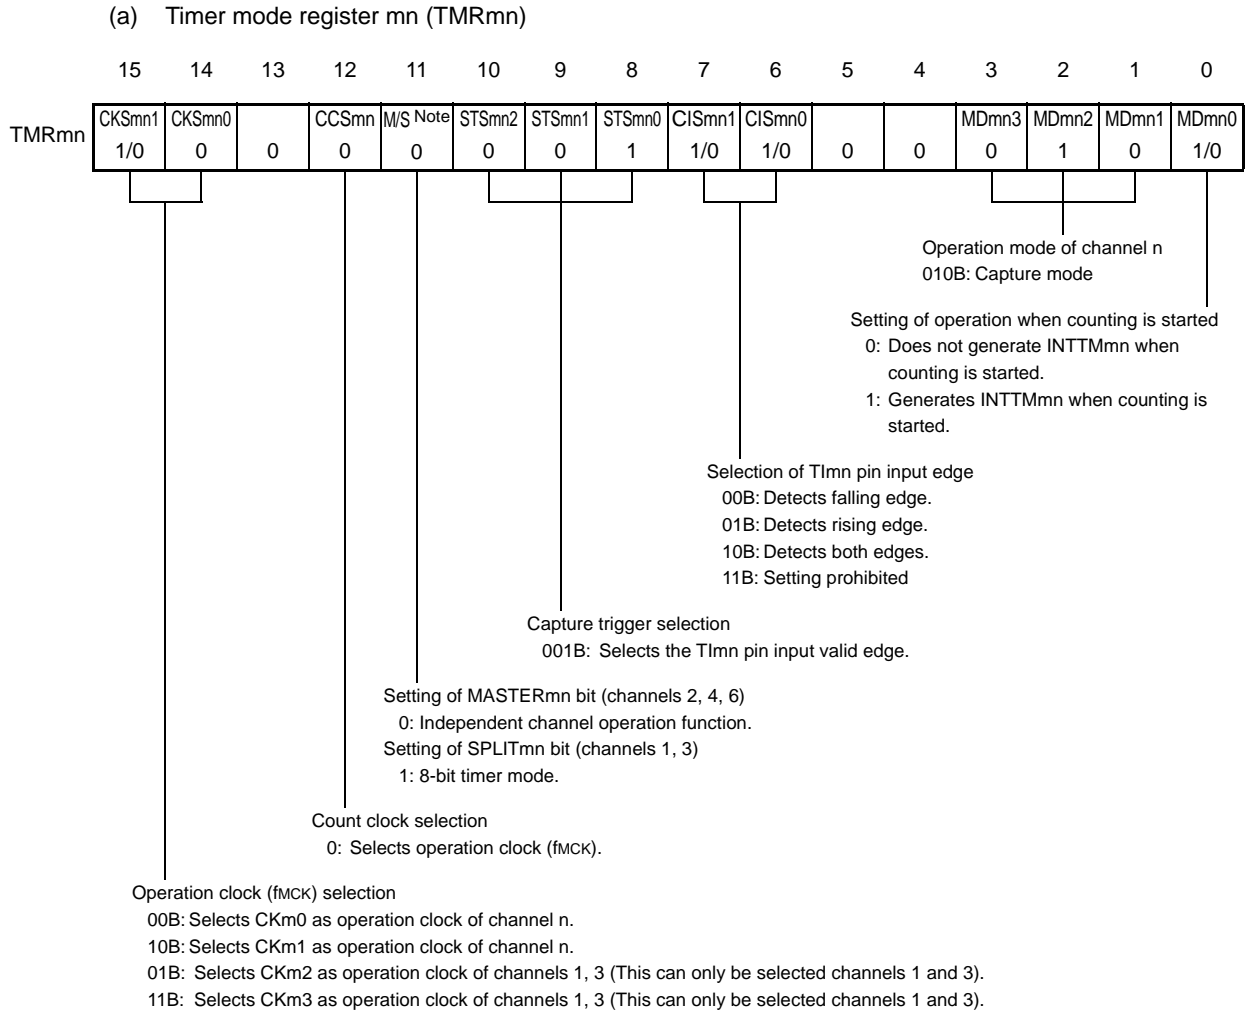 (a) Timer mode register mn (TMRmn)
15 14 13 12 11 10 9 8 7 6 5 4 3 2 1 0
TMRmn
CKSmn1 CKSmn0 CCSmn M/S Note STSmn2 STSmn1 STSmn0 CISmn1 CISmn0 MDmn3 MDmn2 MDmn1 MDmn0
1/0 0 0 0 0 0 0 1 1/0 1/0 0 0 0 1 0 1/0
Operation mode of channel n
010B: Capture mode
Setting of operation when counting is started
0: Does not generate INTTMmn when
counting is started.
1: Generates INTTMmn when counting is
started.
Selection of TImn pin input edge
00B: Detects falling edge.
01B: Detects rising edge.
10B: Detects both edges.
11B: Setting prohibited
Capture trigger selection
001B: Selects the TImn pin input valid edge.
Setting of MASTERmn bit (channels 2, 4, 6)
0: Independent channel operation function.
Setting of SPLITmn bit (channels 1, 3)
1: 8-bit timer mode.
Count clock selection
0: Selects operation clock (fMCK).
Operation clock (fMCK) selection
00B: Selects CKm0 as operation clock of channel n.
10B: Selects CKm1 as operation clock of channel n.
01B: Selects CKm2 as operation clock of channels 1, 3 (This can only be selected channels 1 and 3).
11B: Selects CKm3 as operation clock of channels 1, 3 (This can only be selected channels 1 and 3).